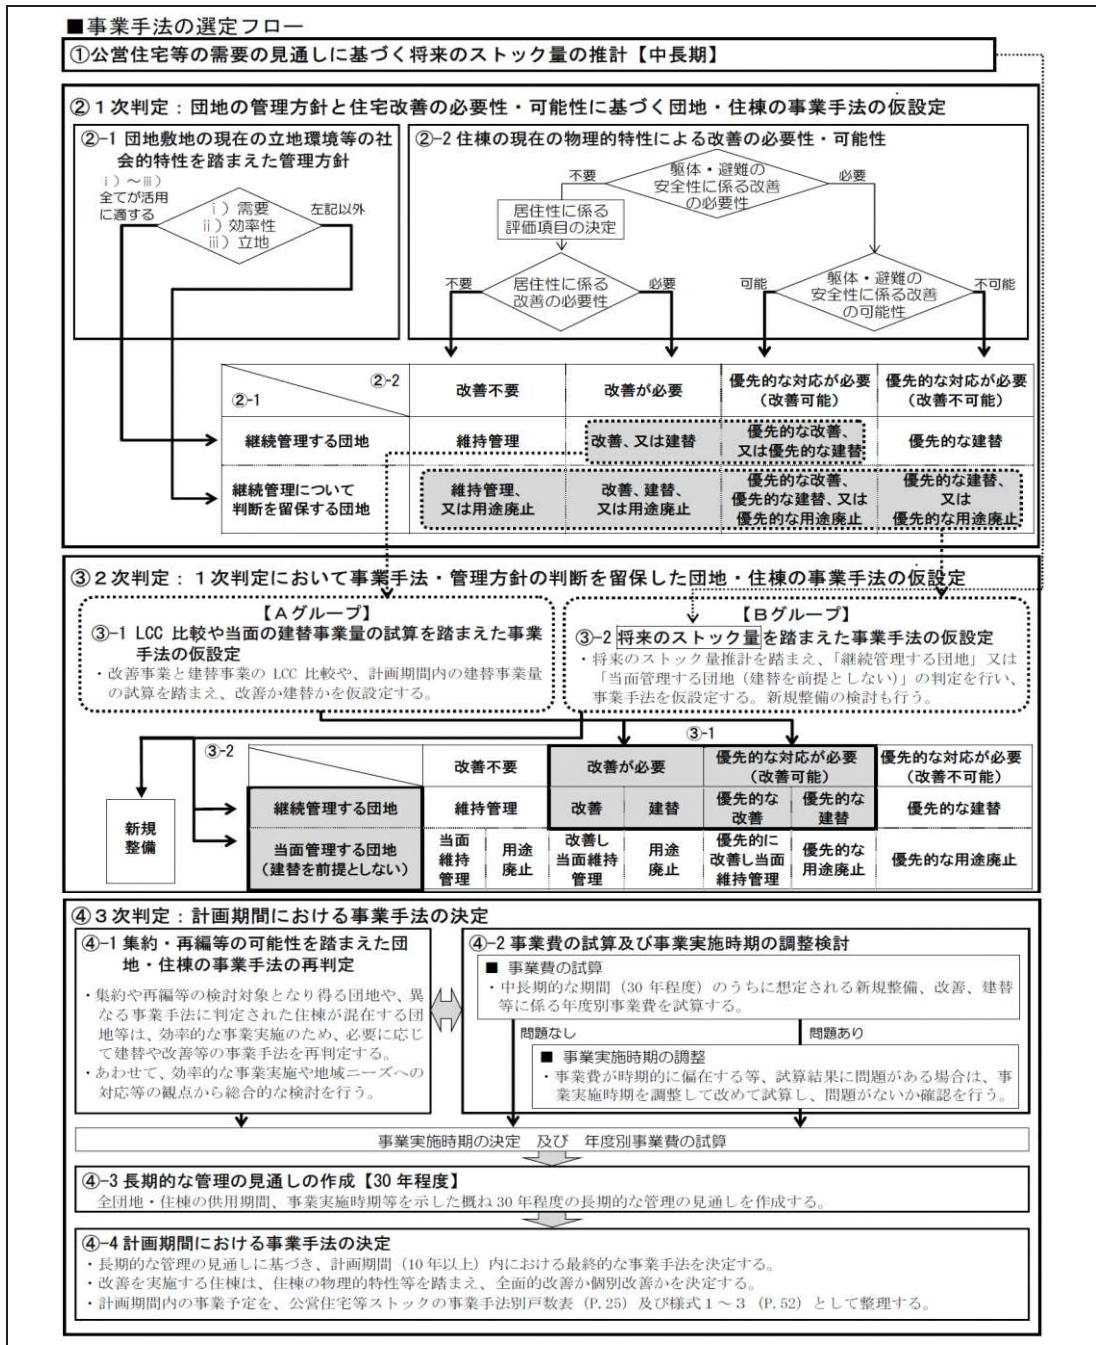 ■事業手法の選定フロー
①公営住宅等の需要の見通しに基づく将来のストック量の推計【中長期】
②１次判定：団地の管理方針と住宅改善の必要性・可能性に基づく団地・住棟の事業手法の仮設定
②-1 団地敷地の現在の立地環境等の社
会的特性を踏まえた管理方針
ⅰ）～ⅲ）
全てが活用
に適する
ⅰ）需要
ⅱ）効率性
ⅲ）立地
左記以外
②-2 住棟の現在の物理的特性による改善の必要性・可能性
不要
躯体・避難の
安全性に係る改善
の必要性
必要
居住性に係る
評価項目の決定
不要
居住性に係る
改善の必要性
必要
可能
躯体・避難の
安全性に係る改善
の可能性
不可能
②-2
②-1
改善不要
改善が必要
優先的な対応が必要
（改善可能）
優先的な対応が必要
（改善不可能）
継続管理する団地
維持管理
改善、又は建替
優先的な改善、
又は優先的な建替
優先的な建替
継続管理について
判断を留保する団地
維持管理、
又は用途廃止
改善、建替、
又は用途廃止
優先的な改善、
優先的な建替、又は
優先的な用途廃止
優先的な建替、
又は
優先的な用途廃止
③２次判定：１次判定において事業手法・管理方針の判断を留保した団地・住棟の事業手法の仮設定
【Ａグループ】
③-1 LCC 比較や当面の建替事業量の試算を踏まえた事業
手法の仮設定
・改善事業と建替事業の LCC 比較や、計画期間内の建替事業量
の試算を踏まえ、改善か建替かを仮設定する。
【Ｂグループ】
③-2 将来のストック量を踏まえた事業手法の仮設定
・将来のストック量推計を踏まえ、「継続管理する団地」又は
「当面管理する団地（建替を前提としない）」の判定を行い、
事業手法を仮設定する。新規整備の検討も行う。
③-2
③-1
改善不要
改善が必要
優先的な対応が必要
（改善可能）
優先的な対応が必要
（改善不可能）
新規
整備
継続管理する団地
維持管理
改善
建替
優先的な
改善
優先的な
建替
優先的な建替
当面管理する団地
（建替を前提としない）
当面
維持
管理
用途
廃止
改善し
当面維持
管理
用途
廃止
優先的に
改善し当面
維持管理
優先的な
用途廃止
優先的な用途廃止
④３次判定：計画期間における事業手法の決定
④-1 集約・再編等の可能性を踏まえた団
地・住棟の事業手法の再判定
・集約や再編等の検討対象となり得る団地や、異
なる事業手法に判定された住棟が混在する団
地等は、効率的な事業実施のため、必要に応じ
て建替や改善等の事業手法を再判定する。
・あわせて、効率的な事業実施や地域ニーズへの
対応等の観点から総合的な検討を行う。
④-2 事業費の試算及び事業実施時期の調整検討
■ 事業費の試算
・中長期的な期間（30 年程度）のうちに想定される新規整備、改善、建替
等に係る年度別事業費を試算する。
問題なし
問題あり
■ 事業実施時期の調整
・事業費が時期的に偏在する等、試算結果に問題がある場合は、事
業実施時期を調整して改めて試算し、問題がないか確認を行う。
事業実施時期の決定　及び　年度別事業費の試算
④-3 長期的な管理の見通しの作成【30 年程度】
全団地・住棟の供用期間、事業実施時期等を示した概ね 30 年程度の長期的な管理の見通しを作成する。
④-4 計画期間における事業手法の決定
・長期的な管理の見通しに基づき、計画期間（10 年以上）内における最終的な事業手法を決定する。
・改善を実施する住棟は、住棟の物理的特性等を踏まえ、全面的改善か個別改善かを決定する。
・計画期間内の事業予定を、公営住宅等ストックの事業手法別戸数表（P.25）及び様式１～３（P.52）として整理する。